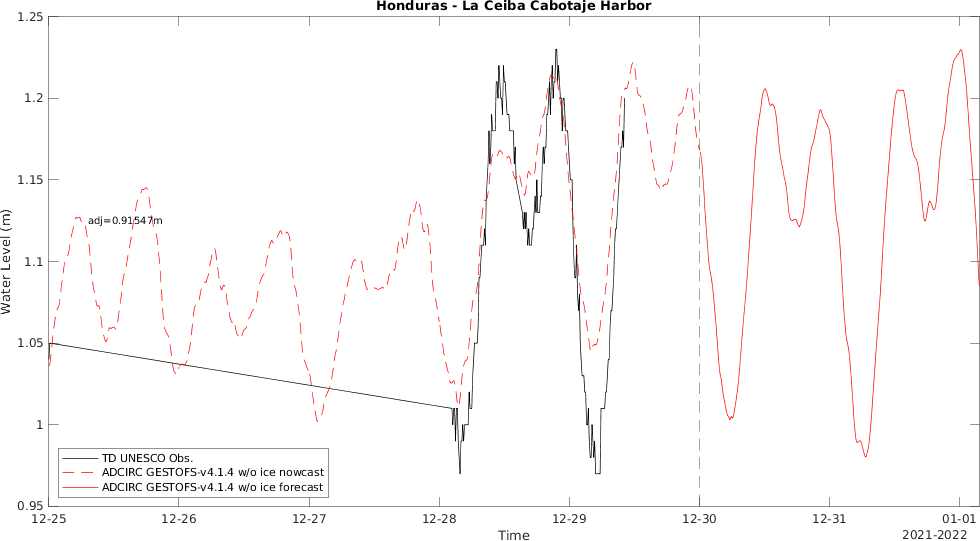 Honduras - La Ceiba Cabotaje Harbor
1.25
1.2
1.15
1.1
1.05
1
0.95
Water Level (m)
adj=0.91547m
TD UNESCO Obs.
ADCIRC GESTOFS-v4.1.4 w/o ice nowcast
ADCIRC GESTOFS-v4.1.4 w/o ice forecast
12-25
12-26
12-27
12-28
12-29
12-30
12-31
01-01
Time
2021-2022